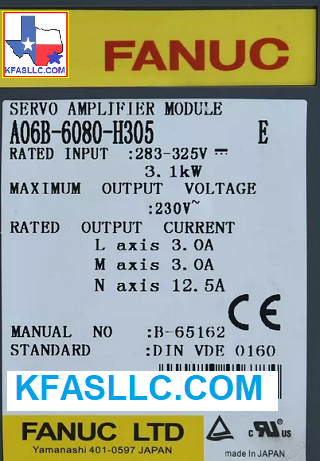 KFASLLC.COM
FANUC
SERVO AMPLIFIER MODULE
A06B-6080-H305 E
RATED INPUT :283-325V ⎓
3.1kW
MAXIMUM OUTPUT VOLTAGE
:230V~
RATED OUTPUT CURRENT
L axis 3.0A
M axis 3.0A
N axis 12.5A
CE
MANUAL NO :B-65162
STANDARD :DIN VDE 0160
KFASLLC.COM
FANUC LTD
Yamanashi 401-0597 JAPAN
c US
made in JAPAN